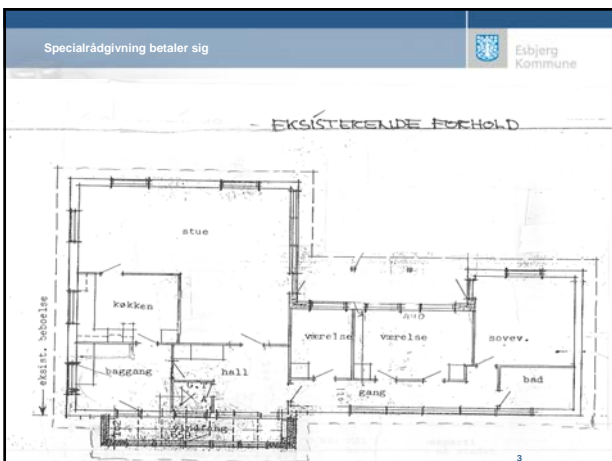 Specialrådgivning betaler sig
Esbjerg
Kommune
- EKSISTERENDE FORHOLD
stue
køkken
værelse
værelse
sovev.
eksist. beboelse
baggang
hall
bad
gang
vindfang
3